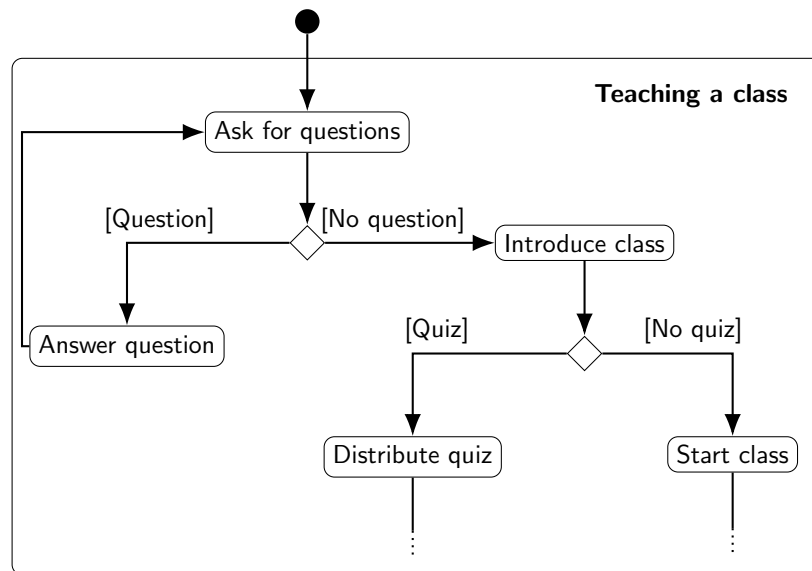 Teaching a class
Ask for questions
[Question]
[No question]
Introduce class
Answer question
[Quiz]
[No quiz]
Distribute quiz
Start class